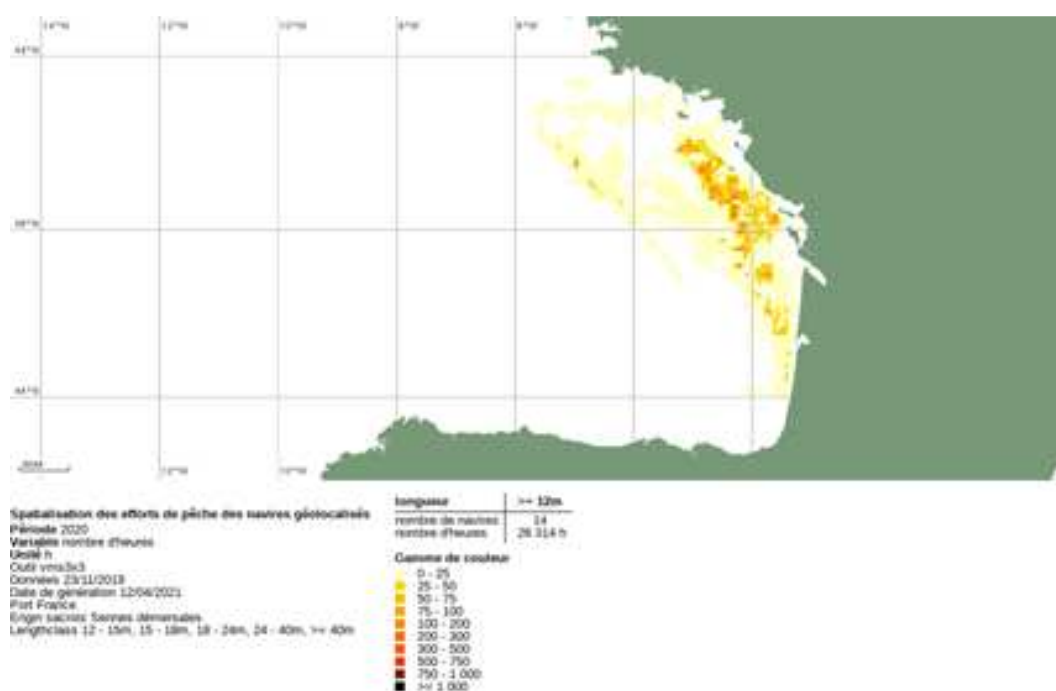 Spatialisation des efforts de pêche des navires géolocalisés
Période 2020
Variable nombre d'heures
Unité h
Outil vms3x3
Données 23/11/2019
Date de génération 12/04/2021
Port France
Engin sacrois Sennes démersales
Lengthclass 12 - 15m, 15 - 18m, 18 - 24m, 24 - 40m, >= 40m
longueur >= 12m
nombre de navires 14
nombre d'heures 26 314 h
Gamme de couleur
0 - 25
25 - 50
50 - 75
75 - 100
100 - 200
200 - 300
300 - 500
500 - 750
750 - 1 000
>= 1 000